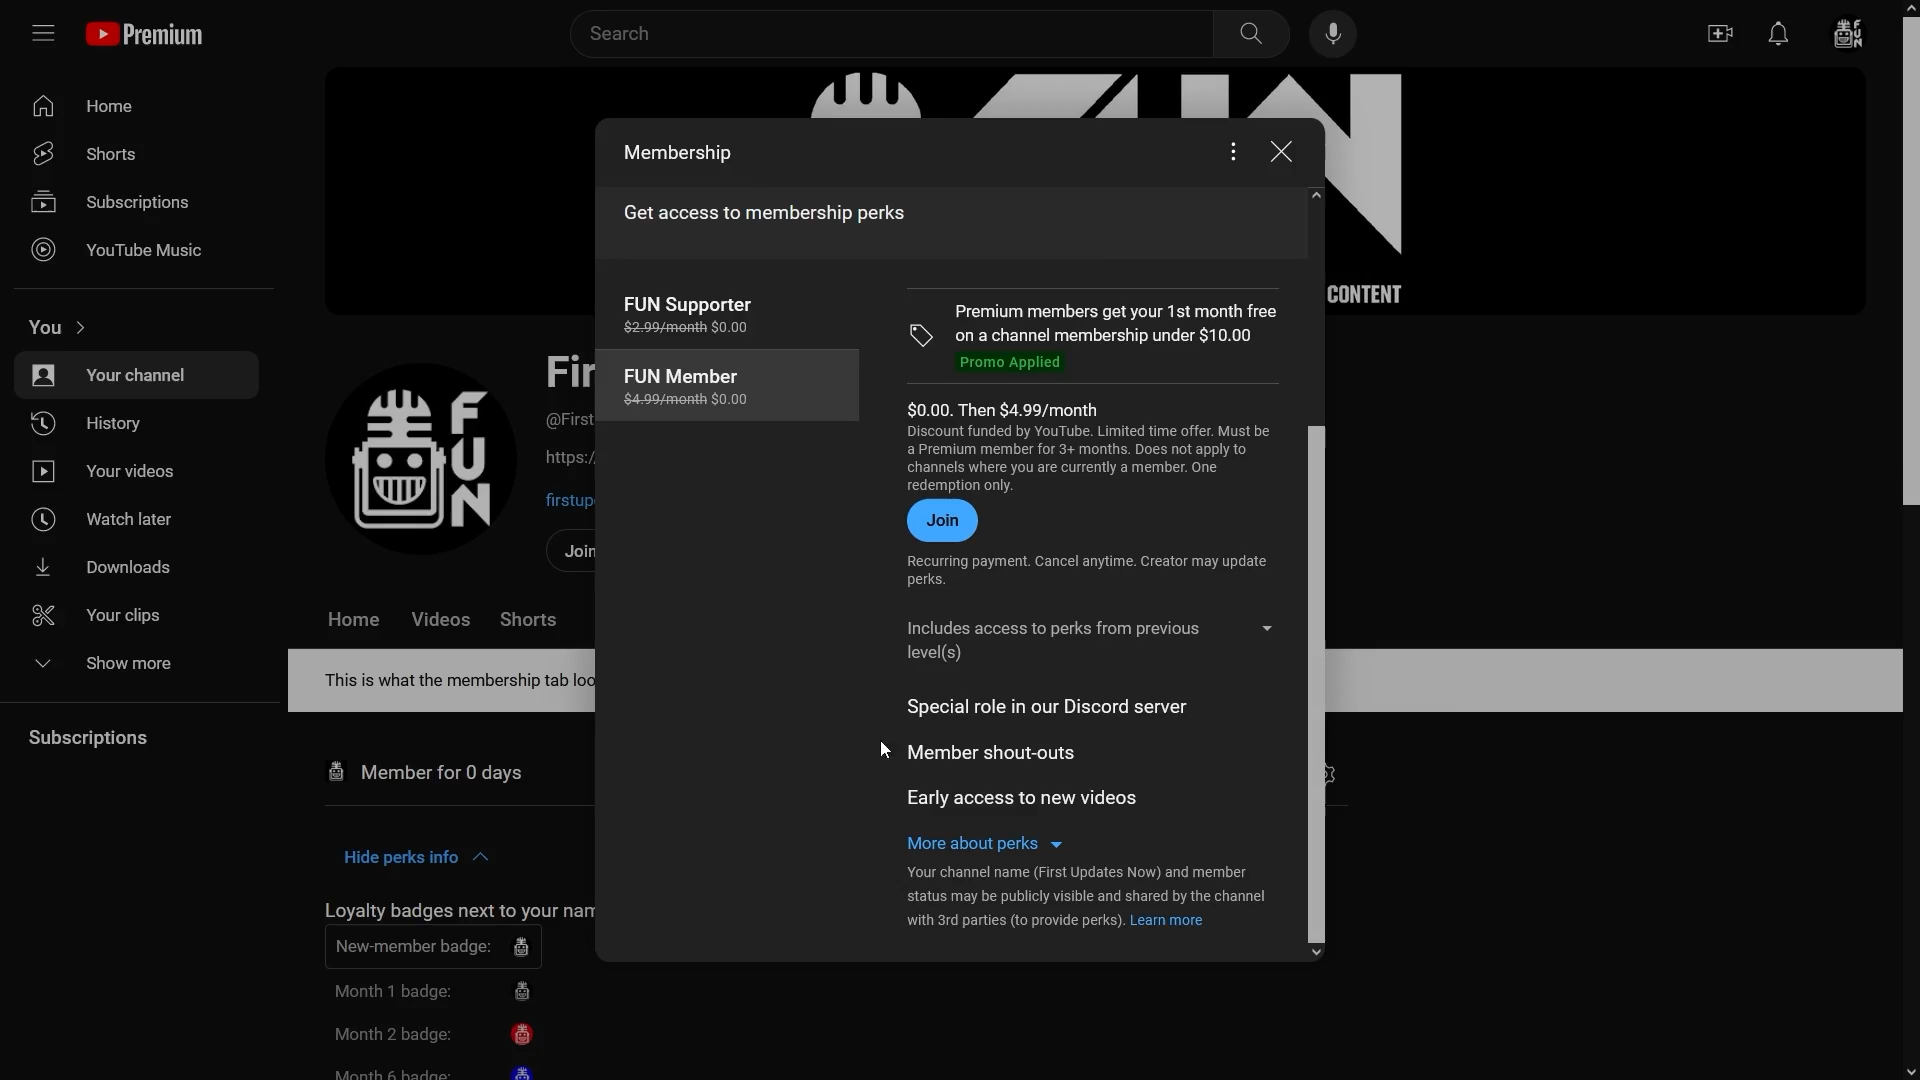 Premium
Search
Home
Shorts
Subscriptions
YouTube Music
You
Your channel
History
Your videos
Watch later
Downloads
Your clips
Show more
Subscriptions
CONTENT
FUN
Fir
@First
https:/
firstup
Join
Home Videos Shorts
This is what the membership tab loo
Member for 0 days
Hide perks info
Loyalty badges next to your nam
New-member badge:
Month 1 badge:
Month 2 badge:
Month 6 badge:
Membership
Get access to membership perks
FUN Supporter
$2.99/month $0.00
FUN Member
$4.99/month $0.00
Premium members get your 1st month free
on a channel membership under $10.00
Promo Applied
$0.00. Then $4.99/month
Discount funded by YouTube. Limited time offer. Must be
a Premium member for 3+ months. Does not apply to
channels where you are currently a member. One
redemption only.
Join
Recurring payment. Cancel anytime. Creator may update
perks.
Includes access to perks from previous
level(s)
Special role in our Discord server
Member shout-outs
Early access to new videos
More about perks
Your channel name (First Updates Now) and member
status may be publicly visible and shared by the channel
with 3rd parties (to provide perks). Learn more